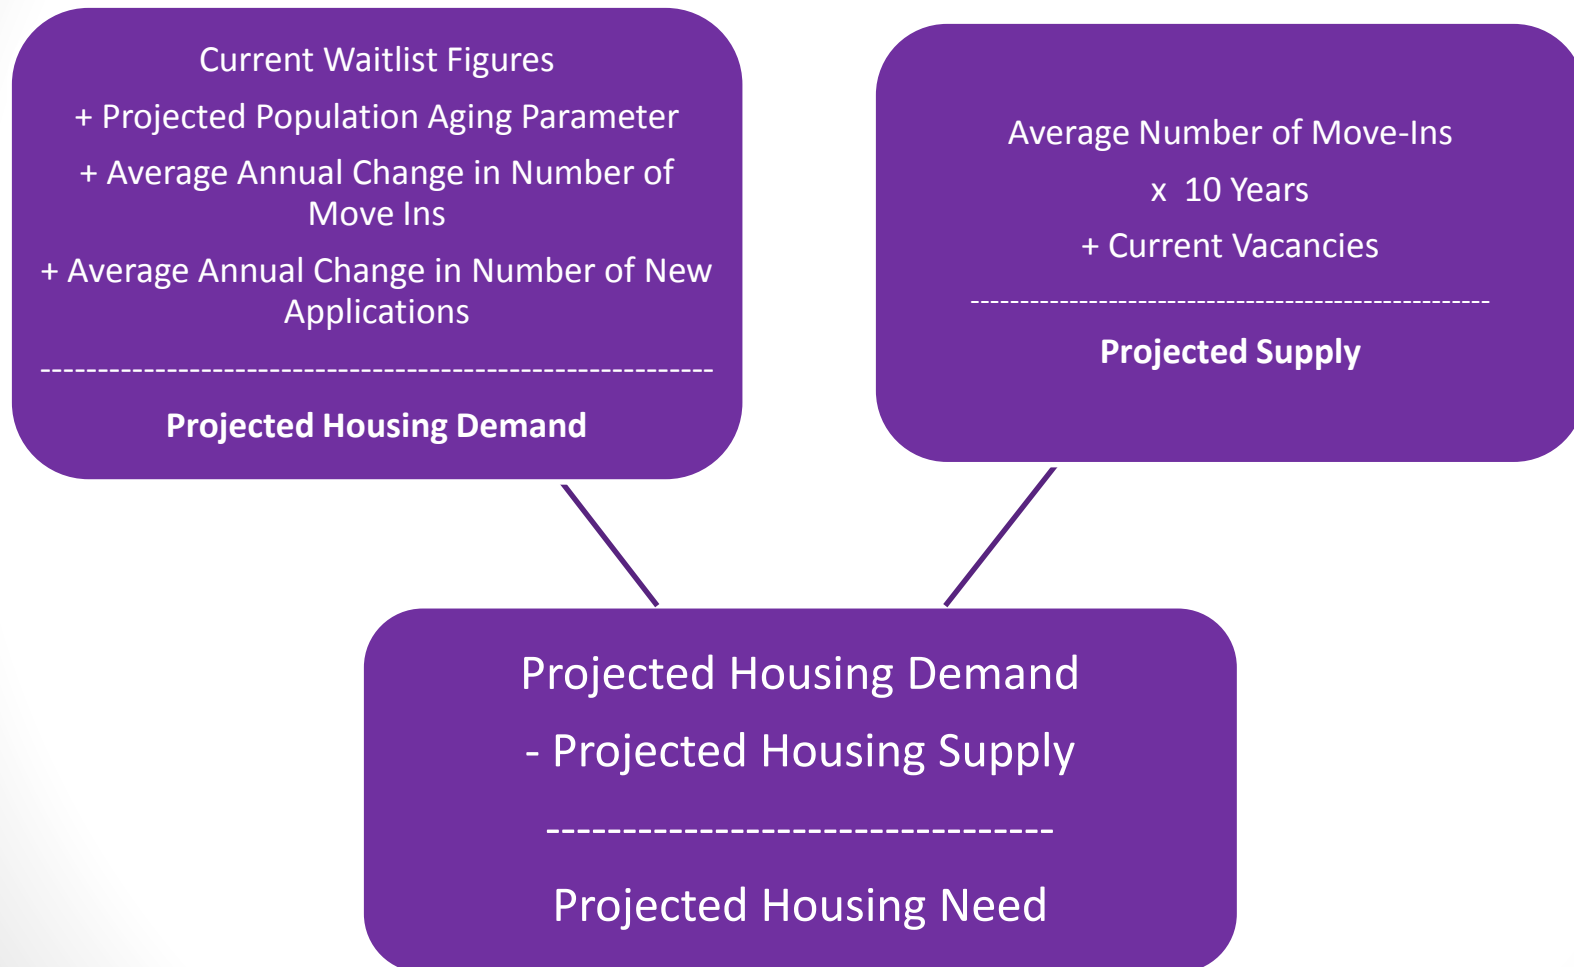 Current Waitlist Figures
+ Projected Population Aging Parameter
+ Average Annual Change in Number of
Move Ins
+ Average Annual Change in Number of New
Applications
-----------------------------------------------------------
Projected Housing Demand
Average Number of Move-Ins
x 10 Years
+ Current Vacancies
-----------------------------------------------------
Projected Supply
Projected Housing Demand
- Projected Housing Supply
---------------------------------
Projected Housing Need